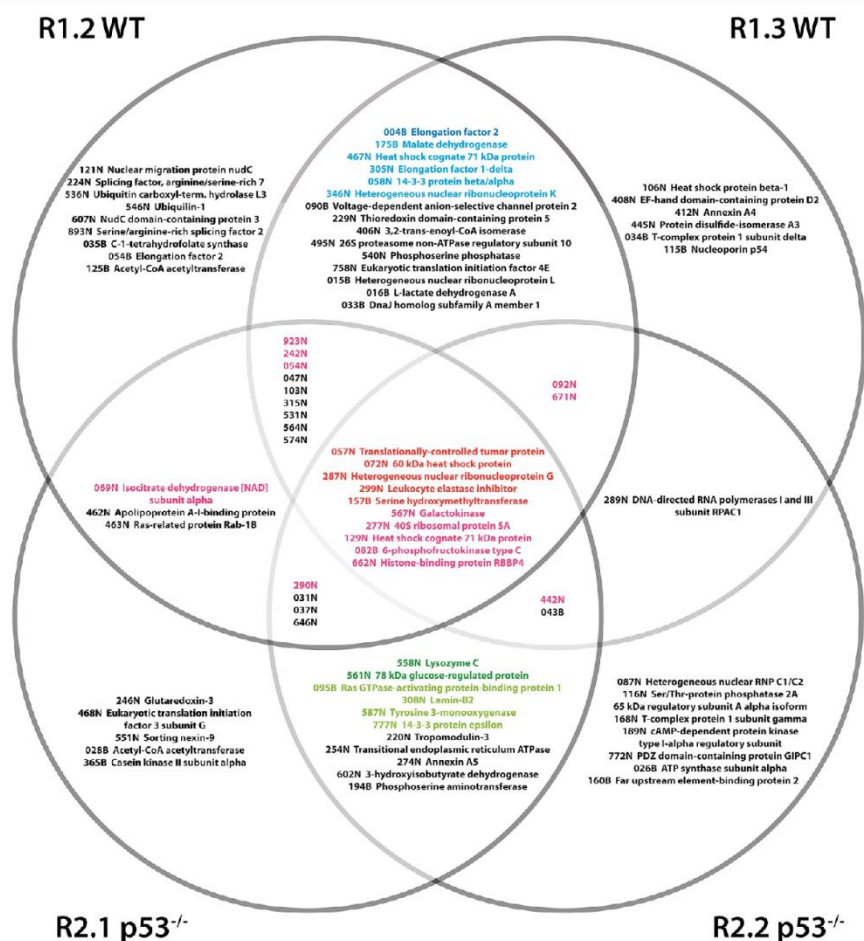 R1.2 WT
R1.3 WT
121N Nuclear migration protein nudC
224N Splicing factor, arginine/serine-rich 7
536N Ubiquitin carboxyl-term. hydrolase L3
546N Ubiquilin-1
607N NudC domain-containing protein 3
893N Serine/arginine-rich splicing factor 2
035B C-1-tetrahydrofolate synthase
054B Elongation factor 2
125B Acetyl-CoA acetyltransferase
004B Elongation factor 2
175B Malate dehydrogenase
467N Heat shock cognate 71 kDa protein
305N Elongation factor 1-delta
058N 14-3-3 protein beta/alpha
346N Heterogeneous nuclear ribonucleoprotein K
090B Voltage-dependent anion-selective channel protein 2
229N Thioredoxin domain-containing protein 5
406N 3,2-trans-enoyl-CoA isomerase
495N 26S proteasome non-ATPase regulatory subunit 10
540N Phosphoserine phosphatase
758N Eukaryotic translation initiation factor 4E
015B Heterogeneous nuclear ribonucleoprotein L
016B L-lactate dehydrogenase A
033B DnaJ homolog subfamily A member 1
106N Heat shock protein beta-1
408N EF-hand domain-containing protein D2
412N Annexin A4
445N Protein disulfide-isomerase A3
034B T-complex protein 1 subunit delta
115B Nucleoporin p54
923N
242N
054N
047N
103N
315N
531N
564N
574N
092N
671N
069N Isocitrate dehydrogenase [NAD]
subunit alpha
462N Apolipoprotein A-I-binding protein
463N Ras-related protein Rab-1B
057N Translationally-controlled tumor protein
072N 60 kDa heat shock protein
287N Heterogeneous nuclear ribonucleoprotein G
299N Leukocyte elastase inhibitor
157B Serine hydroxymethyltransferase
567N Galactokinase
277N 40S ribosomal protein SA
129N Heat shock cognate 71 kDa protein
082B 6-phosphofructokinase type C
662N Histone-binding protein RBBP4
289N DNA-directed RNA polymerases I and III
subunit RPAC1
290N
031N
037N
646N
442N
043B
246N Glutaredoxin-3
468N Eukaryotic translation initiation
factor 3 subunit G
551N Sorting nexin-9
028B Acetyl-CoA acetyltransferase
365B Casein kinase II subunit alpha
558N Lysozyme C
561N 78 kDa glucose-regulated protein
095B Ras GTPase-activating protein-binding protein 1
308N Lamin-B2
587N Tyrosine 3-monooxygenase
777N 14-3-3 protein epsilon
220N Tropomodulin-3
254N Transitional endoplasmic reticulum ATPase
274N Annexin A5
602N 3-hydroxyisobutyrate dehydrogenase
194B Phosphoserine aminotransferase
087N Heterogeneous nuclear RNP C1/C2
116N Ser/Thr-protein phosphatase 2A
65 kDa regulatory subunit A alpha isoform
168N T-complex protein 1 subunit gamma
189N cAMP-dependent protein kinase
type I-alpha regulatory subunit
772N PDZ domain-containing protein GIPC1
026B ATP synthase subunit alpha
160B Far upstream element-binding protein 2
R2.1 p53-/-
R2.2 p53-/-